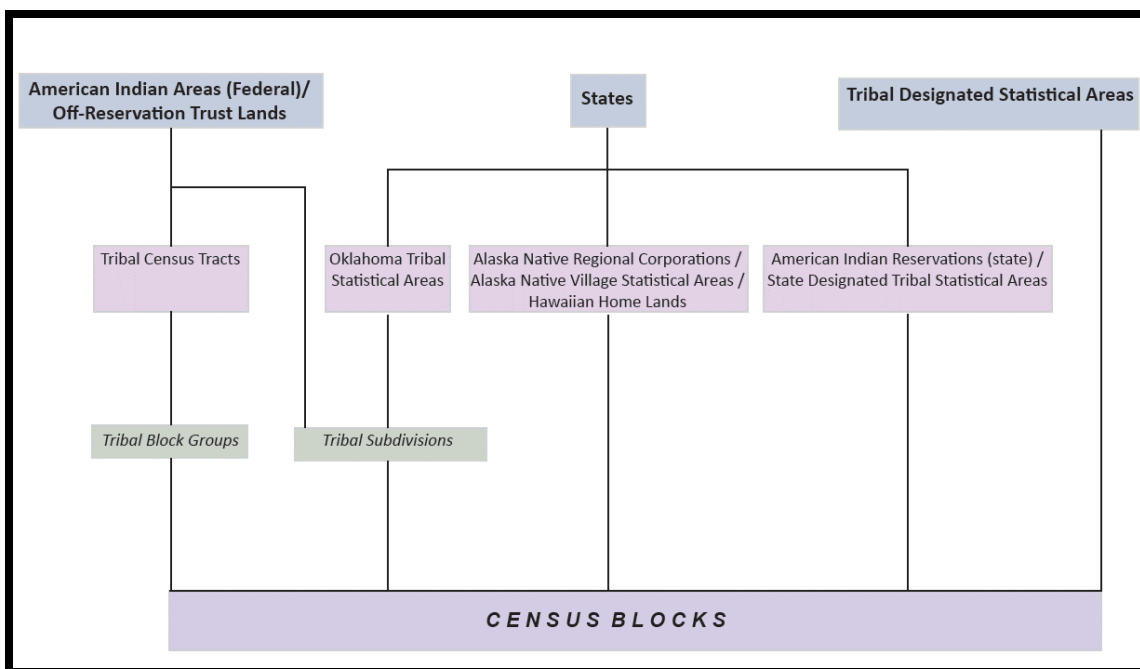 American Indian Areas (Federal)/
Off-Reservation Trust Lands
States
Tribal Designated Statistical Areas
Tribal Census Tracts
Oklahoma Tribal
Statistical Areas
Alaska Native Regional Corporations /
Alaska Native Village Statistical Areas /
Hawaiian Home Lands
American Indian Reservations (state) /
State Designated Tribal Statistical Areas
Tribal Block Groups
Tribal Subdivisions
CENSUS BLOCKS